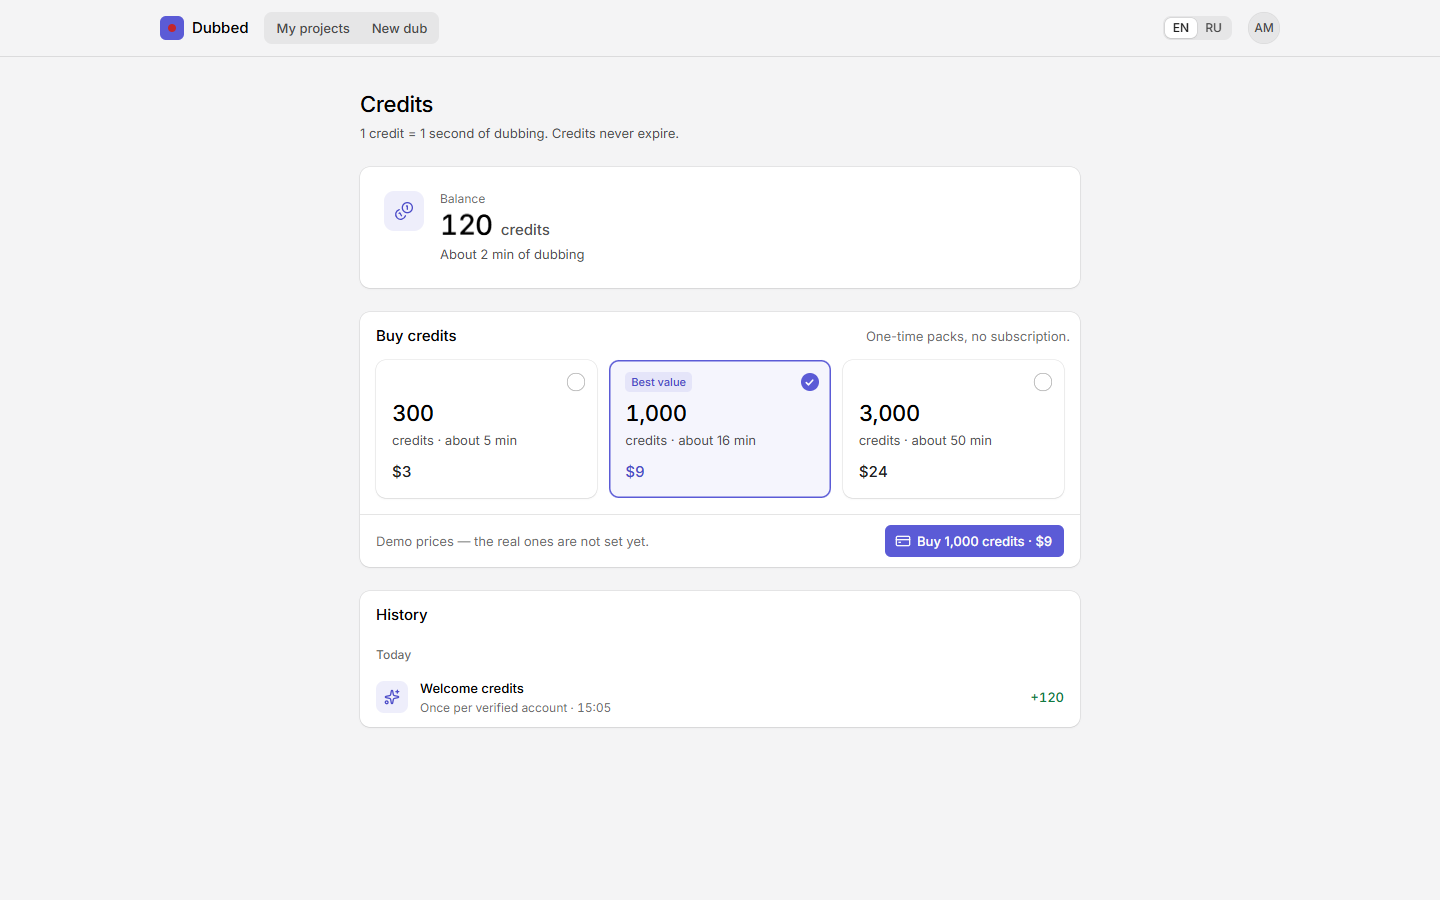 Dubbed
My projects
New dub
EN
RU
AM
Credits
1 credit = 1 second of dubbing. Credits never expire.
Balance
120 credits
About 2 min of dubbing
Buy credits
One-time packs, no subscription.
300
credits · about 5 min
$3
Best value
1,000
credits · about 16 min
$9
3,000
credits · about 50 min
$24
Demo prices — the real ones are not set yet.
Buy 1,000 credits · $9
History
Today
Welcome credits
Once per verified account · 15:05
+120